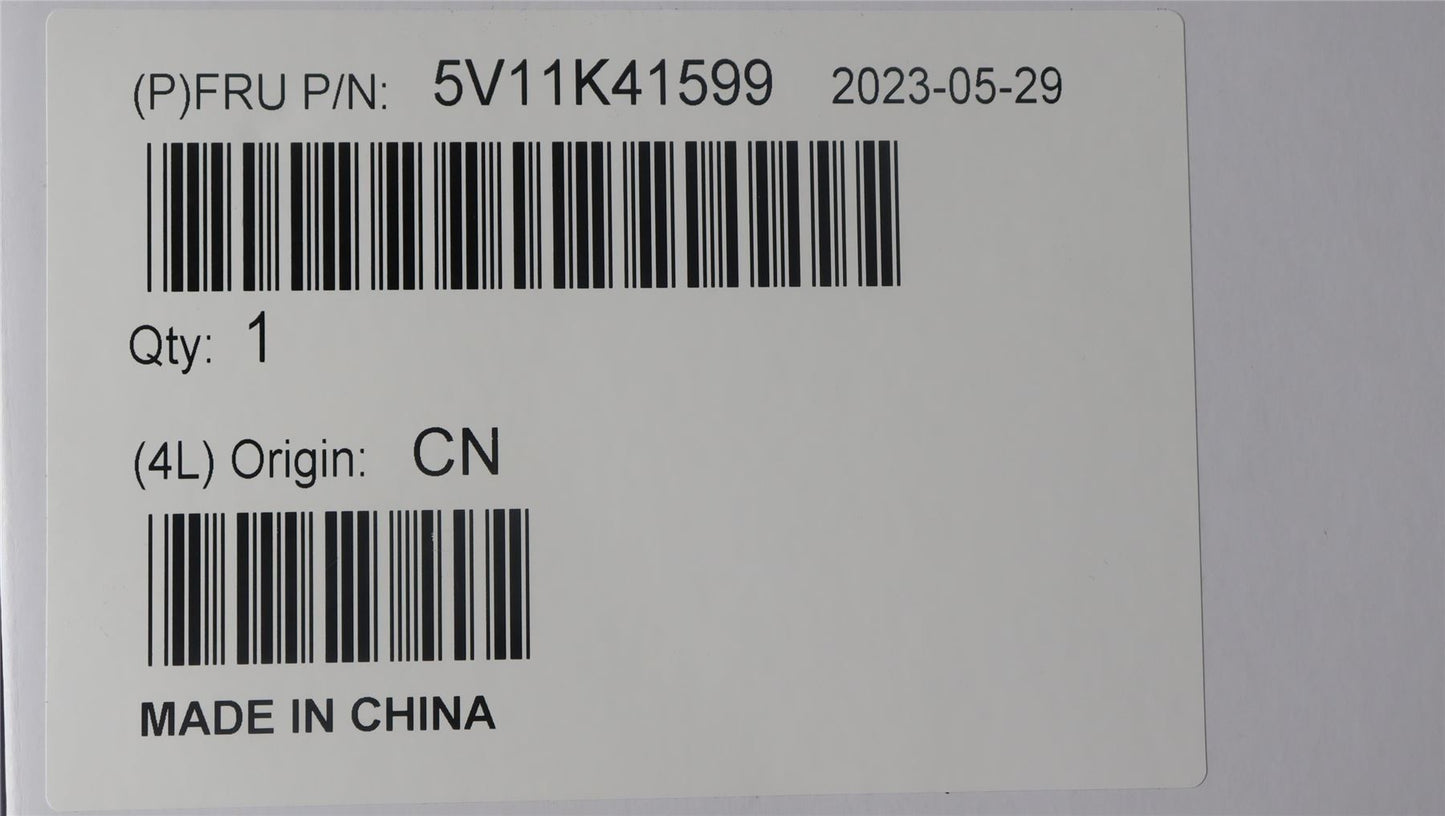 (P)FRU P/N: 5V11K41599 2023-05-29
Qty: 1
(4L) Origin: CN
MADE IN CHINA